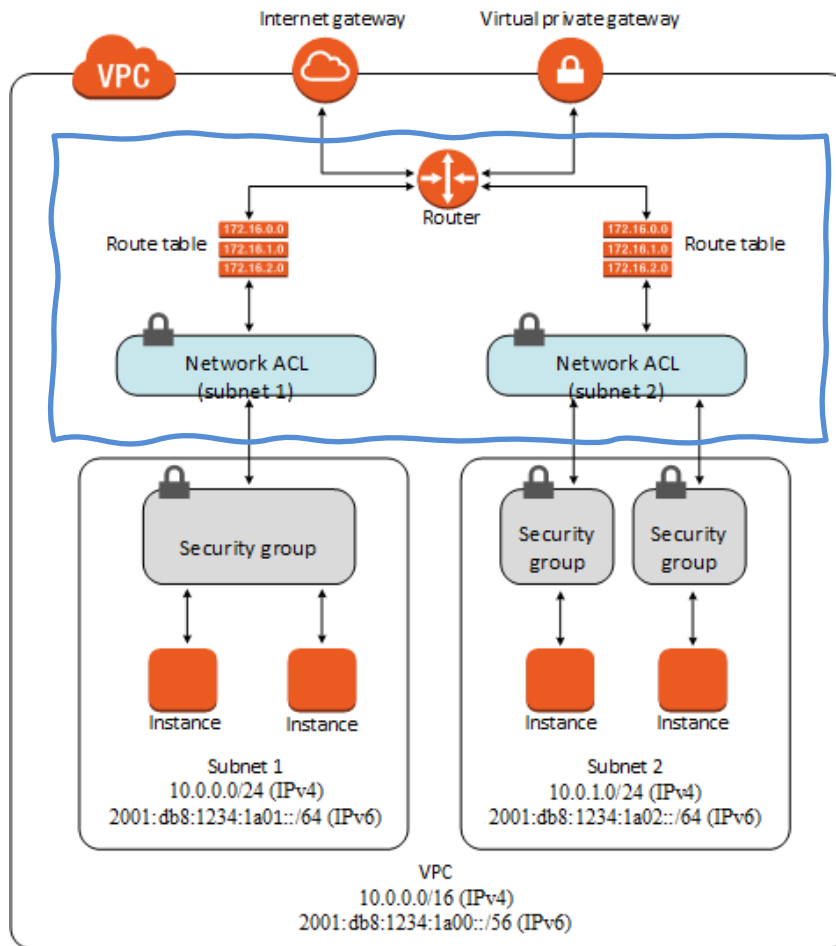 Internet gateway
Virtual private gateway
VPC
Router
Route table
172.16.0.0
172.16.1.0
172.16.2.0
172.16.0.0
172.16.1.0
172.16.2.0
Route table
Network ACL
(subnet 1)
Network ACL
(subnet 2)
Security group
Security
group
Security
group
Instance
Instance
Instance
Instance
Subnet 1
10.0.0.0/24 (IPv4)
2001:db8:1234:1a01::/64 (IPv6)
Subnet 2
10.0.1.0/24 (IPv4)
2001:db8:1234:1a02::/64 (IPv6)
VPC
10.0.0.0/16 (IPv4)
2001:db8:1234:1a00::/56 (IPv6)